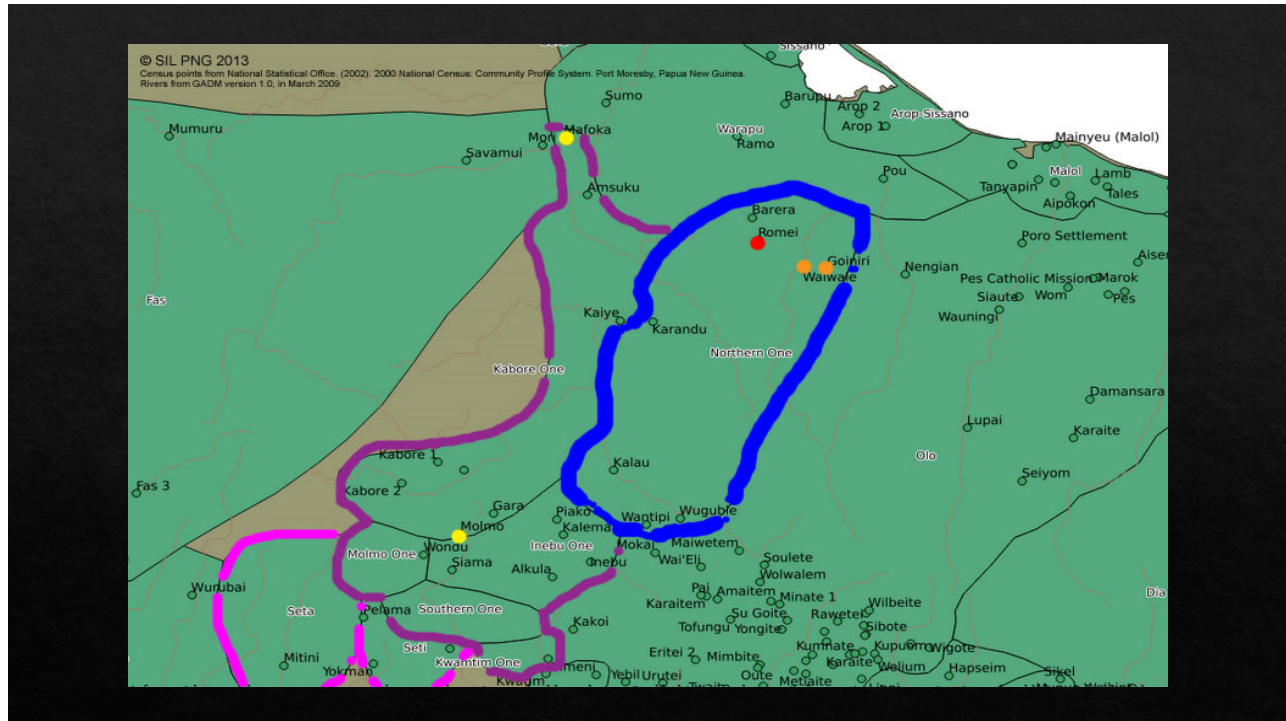 © SIL PNG 2013
Census points from National Statistical Office. (2002). 2000 National Census: Community Profile System. Port Moresby, Papua New Guinea.
Rivers from GADM version 1.0, in March 2009
Sissano
Sumo
Barupu
Arop 2
Arop-Sissano
Mumuru
Mafoka
Mori
Warapu
Ramo
Arop 1
Mainyeu (Malol)
Savamui
Amsuku
Pou
Malol
Lamb
Tanyapin
Tales
Aipokon
Barera
Romei
Poro Settlement
Goiniri
Waiwale
Nengian
Pes Catholic Mission
Marok
Fas
Siaute
Wom
Pes
Kaiye
Karandu
Wauningi
Northern One
Kabore One
Damansara
Lupai
Karaite
Kabore 1
Kalau
Olo
Seiyom
Fas 3
Kabore 2
Gara
Piako
Wantipi
Wuguble
Molmo
Kalema
Molmo One
Wondu
Inebu One
Mokai
Maiwetem
Siama
Alkula
Inebu
Wai'Eli
Soulete
Wolwalem
Wurubai
Seta
Pelama
Southern One
Karaitem
Pai
Amaitem
Minate 1
Dia
Kakoi
Su Goite
Rawetei
Wilbeite
Tofungu
Yongite
Sibote
Seti
Kwamtim One
Mitini
Yokman
Eritei 2
Mimbite
Kumnate
Kupuom
Wigote
Karaite
Welium
Hapseim
Sikel
Yebil
Urutei
Oute
Metiaite